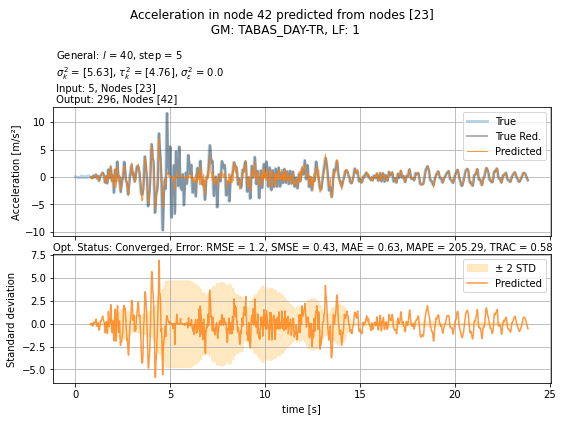 Acceleration in node 42 predicted from nodes [23]
GM: TABAS_DAY-TR, LF: 1
General: l = 40, step = 5
σ²ₖ = [5.63], τ²ₖ = [4.76], σ²ε = 0.0
Input: 5, Nodes [23]
Output: 296, Nodes [42]
Acceleration [m/s²]
10
5
0
−5
−10
True
True Red.
Predicted
Opt. Status: Converged, Error: RMSE = 1.2, SMSE = 0.43, MAE = 0.63, MAPE = 205.29, TRAC = 0.58
Standard deviation
7.5
5.0
2.5
0.0
−2.5
−5.0
± 2 STD
Predicted
0 5 10 15 20 25
time [s]